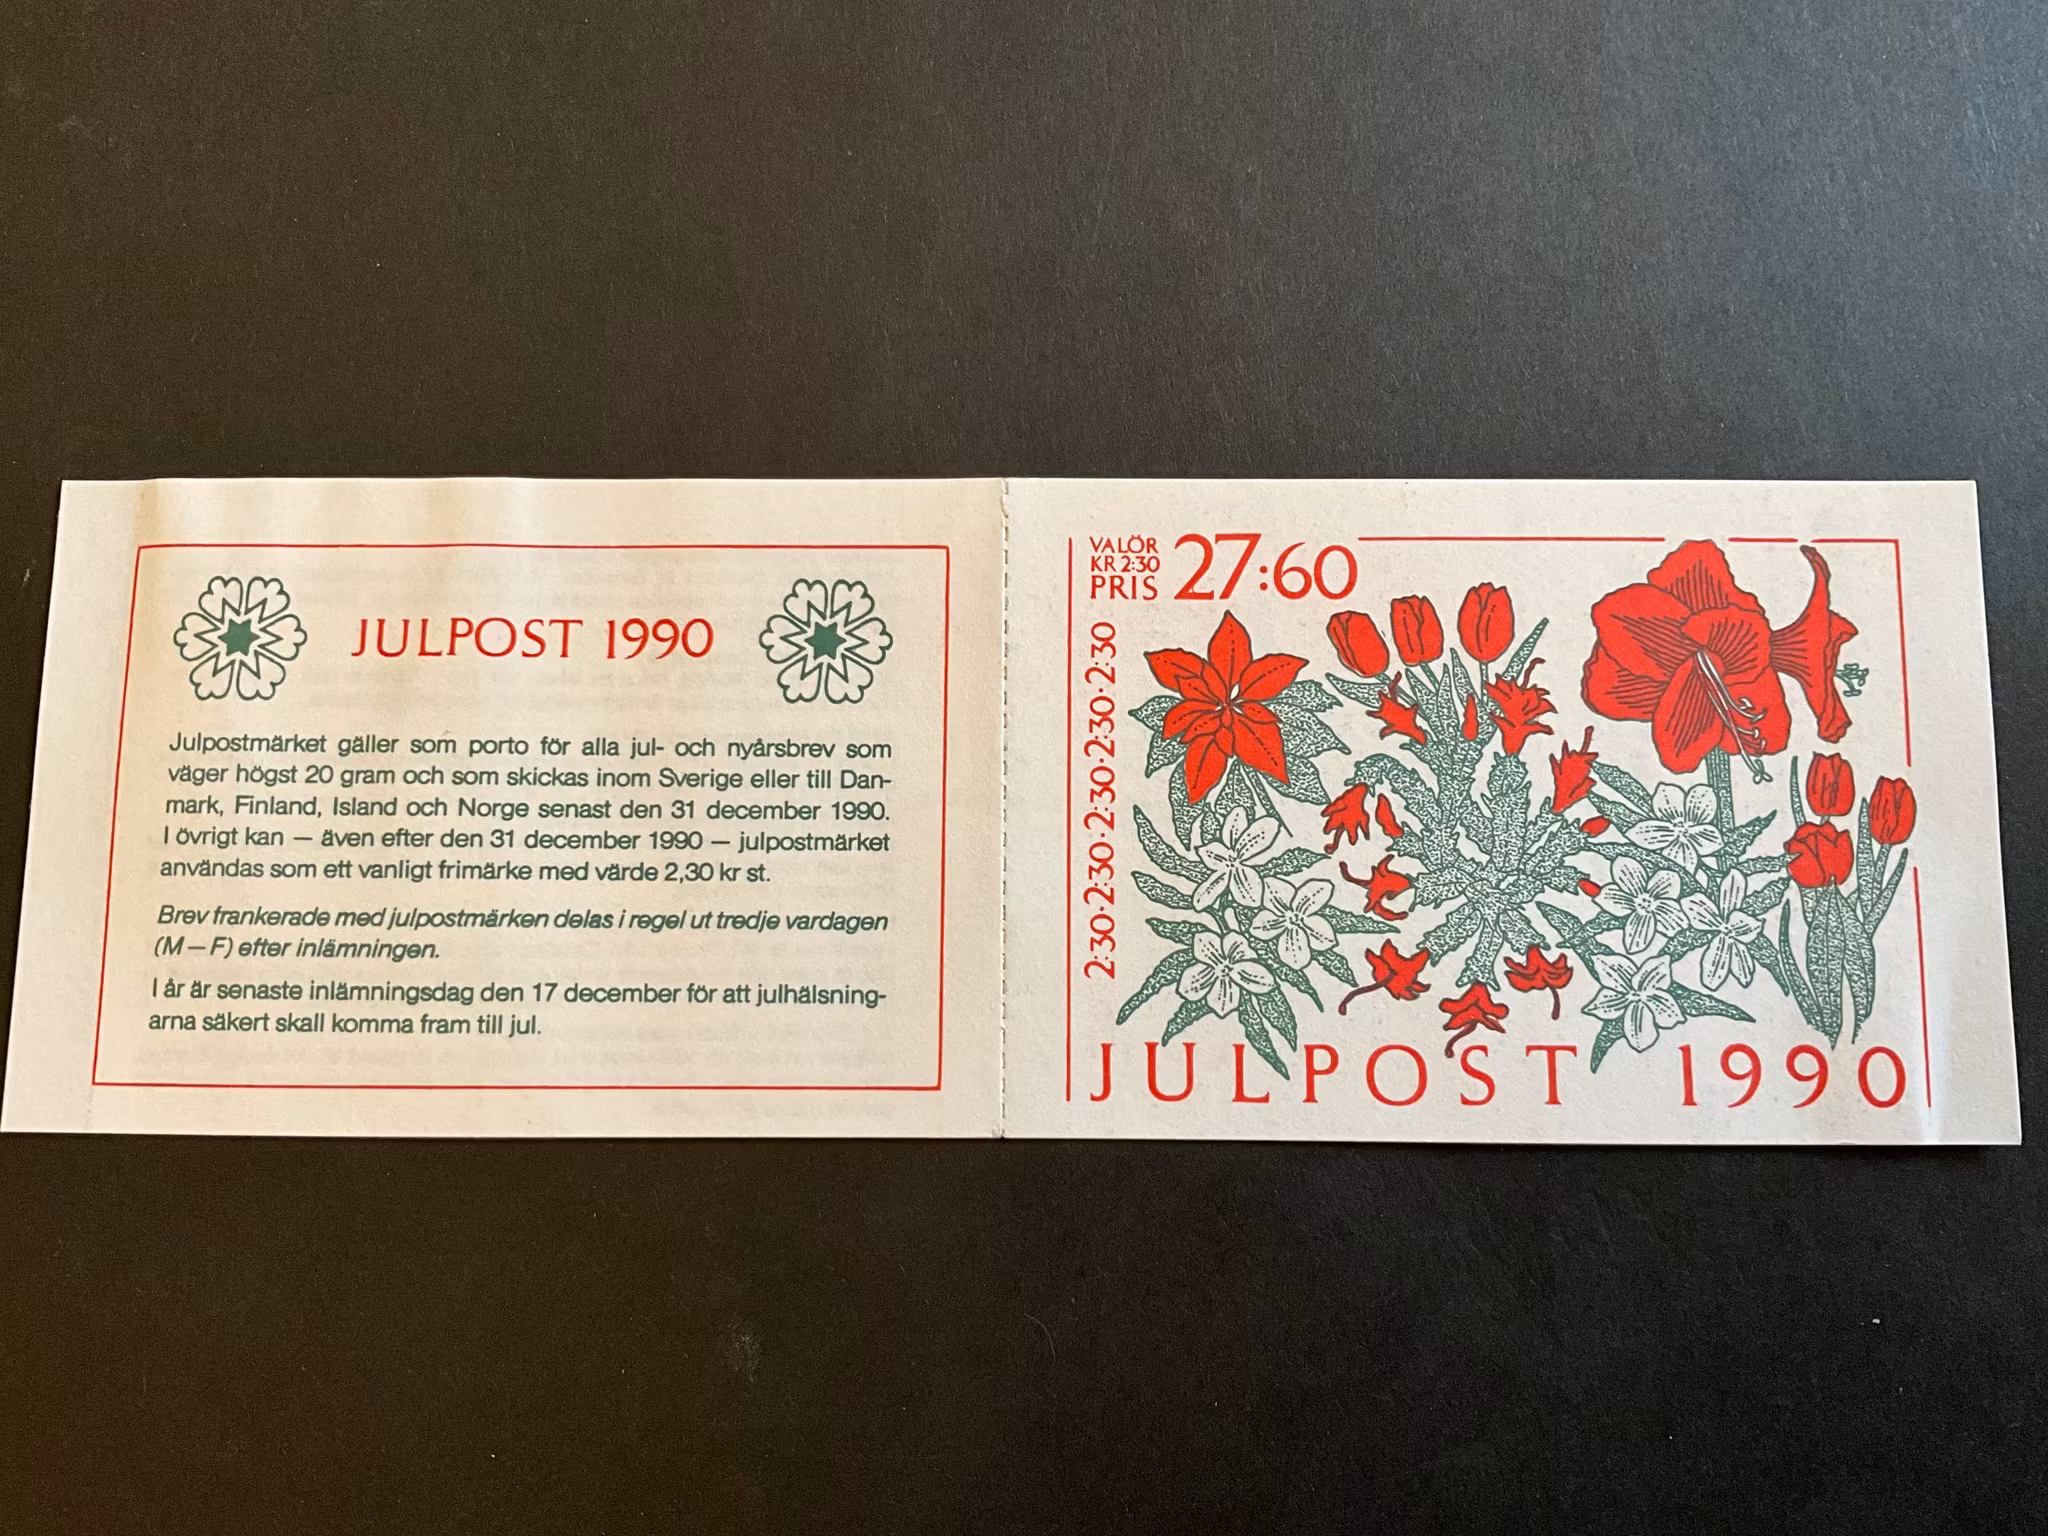 JULPOST 1990
Julpostmärket gäller som porto för alla jul- och nyårsbrev som
väger högst 20 gram och som skickas inom Sverige eller till Dan-
mark, Finland, Island och Norge senast den 31 december 1990.
I övrigt kan — även efter den 31 december 1990 — julpostmärket
användas som ett vanligt frimärke med värde 2,30 kr st.
Brev frankerade med julpostmärken delas i regel ut tredje vardagen
(M – F) efter inlämningen.
I år är senaste inlämningsdag den 17 december för att julhälsning-
arna säkert skall komma fram till jul.
VALÖR
KR 2:30
PRIS 27:60
2:30·2:30·2:30·2:30·2:30
JULPOST 1990